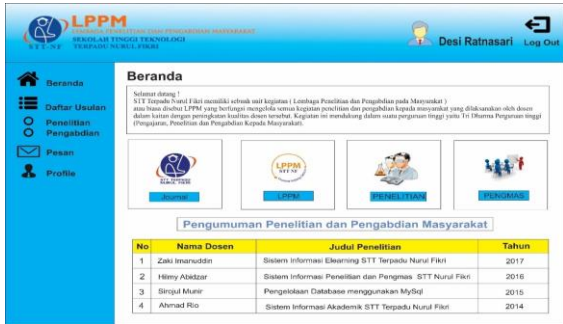 LPPM
LEMBAGA PENELITIAN DAN PENGABDIAN MASYARAKAT
SEKOLAH TINGGI TEKNOLOGI
TERPADU NURUL FIKRI
STT-NF
Desi Ratnasari
Log Out
Beranda
Daftar Usulan
Penelitian
Pengabdian
Pesan
Profile
Beranda
Selamat datang !
STT Terpadu Nurul Fikri memiliki sebuah unit kegiatan ( Lembaga Penelitian dan Pengabdian pada Masyarakat )
atau biasa disebut LPPM yang berfungsi mengelola semua kegiatan penelitian dan pengabdian kepada masyarakat yang dilaksanakan oleh dosen
dalam kaitan dengan peningkatan kualitas dosen tersebut. Kegiatan ini mendukung dalam suatu perguruan tinggi yaitu Tri Dharma Perguruan tinggi
(Pengajaran, Penelitian dan Pengabdian Kepada Masyarakat).
STT TERPADU
NURUL FIKRI
Journal
LPPM
STT NF
LPPM
PENELITIAN
PENGMAS
Pengumuman Penelitian dan Pengabdian Masyarakat
No Nama Dosen Judul Penelitian Tahun
1 Zaki Imanuddin Sistem Informasi Elearning STT Terpadu Nurul Fikri 2017
2 Hilmy Abidzar Sistem Informasi Penelitian dan Pengmas STT Nurul Fikri 2016
3 Sirojul Munir Pengelolaan Database menggunakan MySql 2015
4 Ahmad Rio Sistem Informasi Akademik STT Terpadu Nurul Fikri 2014